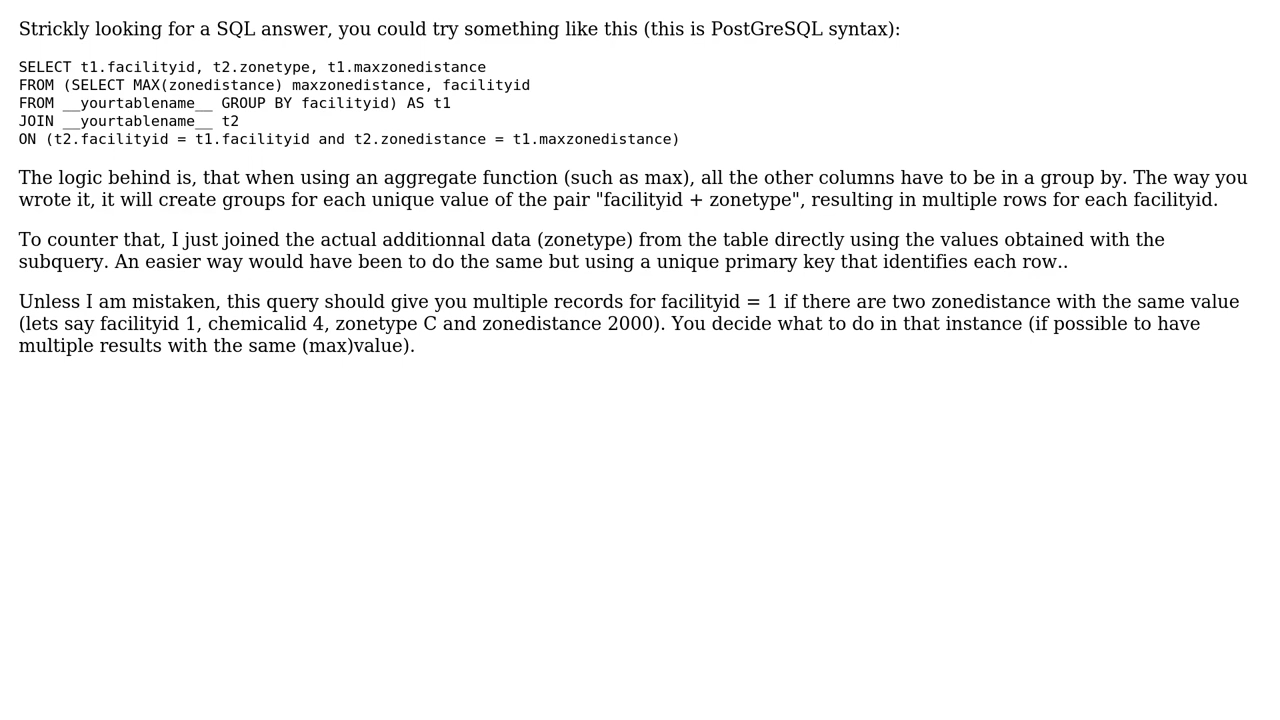 Strickly looking for a SQL answer, you could try something like this (this is PostGreSQL syntax):
SELECT t1.facilityid, t2.zonetype, t1.maxzonedistance
FROM (SELECT MAX(zonedistance) maxzonedistance, facilityid
FROM __yourtablename__ GROUP BY facilityid) AS t1
JOIN __yourtablename__ t2
ON (t2.facilityid = t1.facilityid and t2.zonedistance = t1.maxzonedistance)
The logic behind is, that when using an aggregate function (such as max), all the other columns have to be in a group by. The way you
wrote it, it will create groups for each unique value of the pair "facilityid + zonetype", resulting in multiple rows for each facilityid.
To counter that, I just joined the actual additionnal data (zonetype) from the table directly using the values obtained with the
subquery. An easier way would have been to do the same but using a unique primary key that identifies each row..
Unless I am mistaken, this query should give you multiple records for facilityid = 1 if there are two zonedistance with the same value
(lets say facilityid 1, chemicalid 4, zonetype C and zonedistance 2000). You decide what to do in that instance (if possible to have
multiple results with the same (max)value).